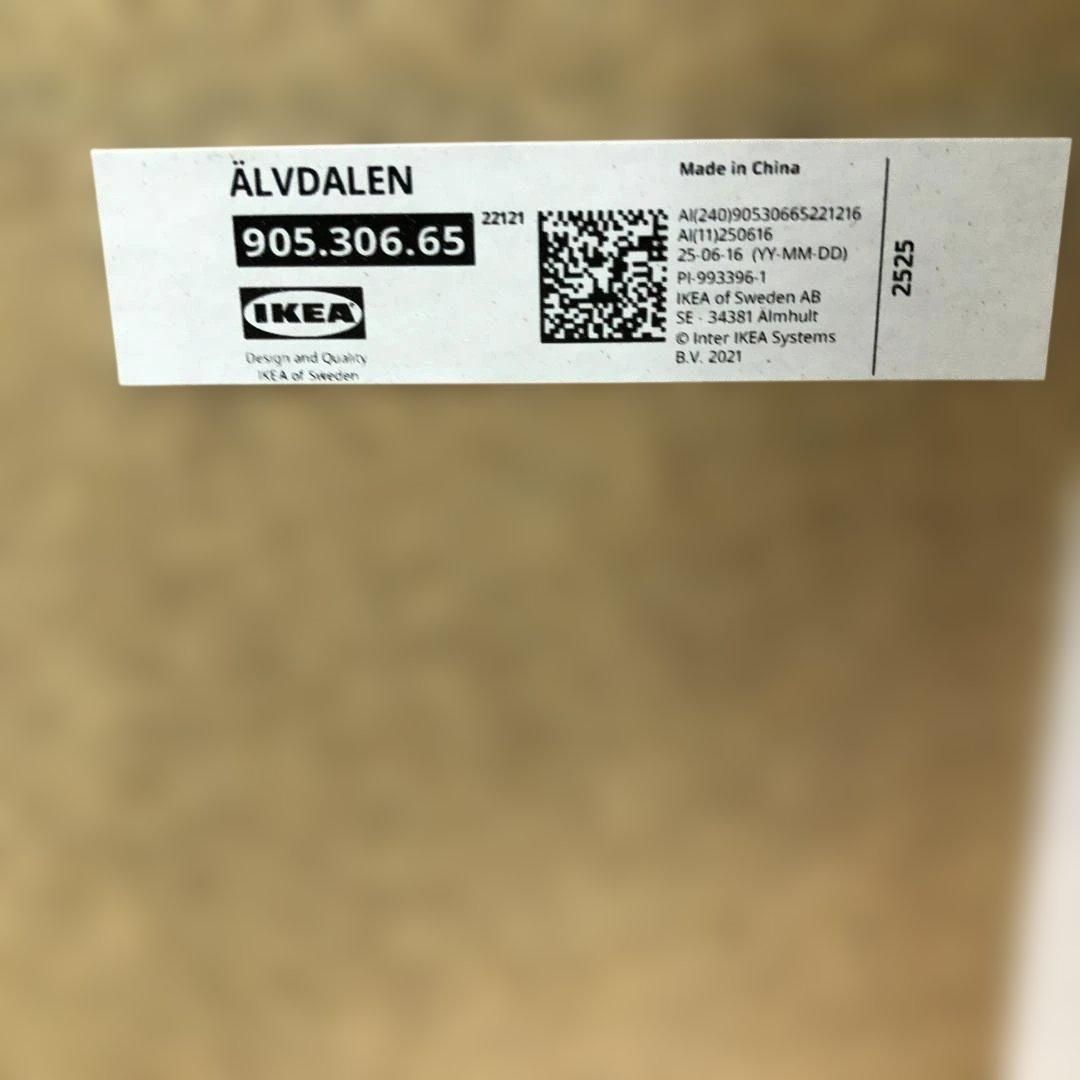 ÄLVDALEN
905.306.65
22121
IKEA
Design and Quality
IKEA of Sweden
Made in China
AI(240)90530665221216
AI(11)250616
25-06-16 (YY-MM-DD)
PI-993396-1
IKEA of Sweden AB
SE - 34381 Älmhult
© Inter IKEA Systems
B.V. 2021
2525